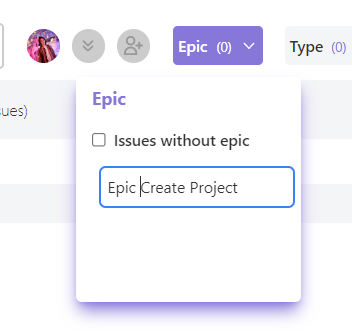 Epic (0)
Type (0)
ues)
Epic
Issues without epic
Epic Create Project